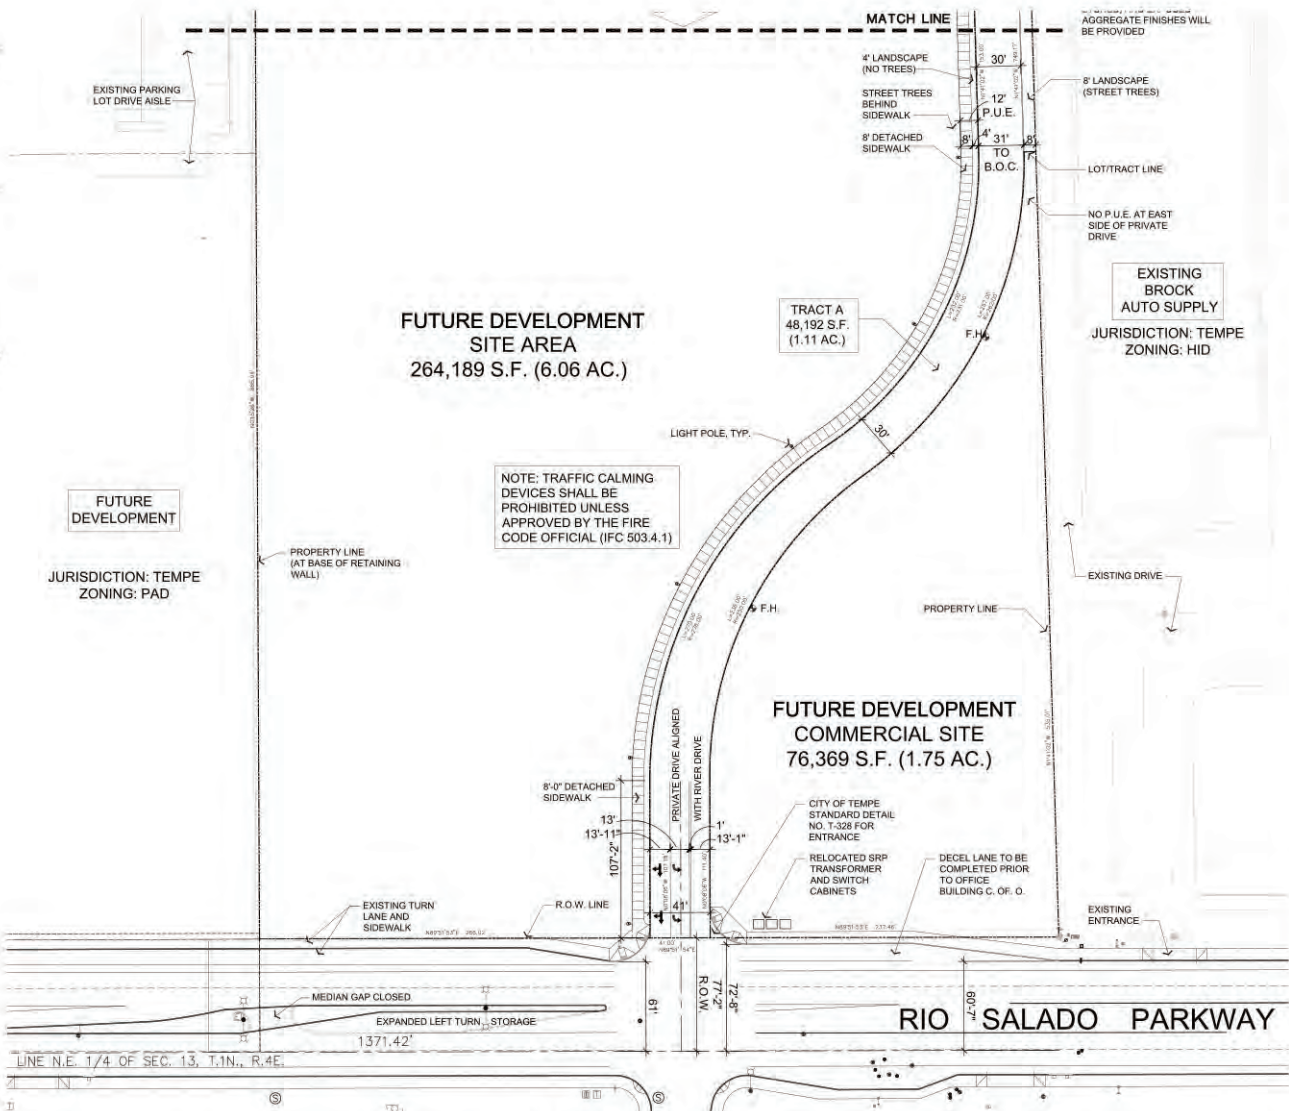 MATCH LINE
AGGREGATE FINISHES WILL
BE PROVIDED
4' LANDSCAPE
(NO TREES)
30'
EXISTING PARKING
LOT DRIVE AISLE
8' LANDSCAPE
(STREET TREES)
STREET TREES
BEHIND
SIDEWALK
12'
P.U.E.
8' DETACHED
SIDEWALK
8'
4'
31'
TO
B.O.C.
8'
LOT/TRACT LINE
NO P.U.E. AT EAST
SIDE OF PRIVATE
DRIVE
EXISTING
BROCK
AUTO SUPPLY
JURISDICTION: TEMPE
ZONING: HID
FUTURE DEVELOPMENT
SITE AREA
264,189 S.F. (6.06 AC.)
TRACT A
48,192 S.F.
(1.11 AC.)
F.H.
LIGHT POLE, TYP.
30'
NOTE: TRAFFIC CALMING
DEVICES SHALL BE
PROHIBITED UNLESS
APPROVED BY THE FIRE
CODE OFFICIAL (IFC 503.4.1)
FUTURE
DEVELOPMENT
JURISDICTION: TEMPE
ZONING: PAD
PROPERTY LINE
(AT BASE OF RETAINING
WALL)
EXISTING DRIVE
PROPERTY LINE
F.H.
FUTURE DEVELOPMENT
COMMERCIAL SITE
76,369 S.F. (1.75 AC.)
PRIVATE DRIVE ALIGNED
WITH RIVER DRIVE
8'-0" DETACHED
SIDEWALK
13'
13'-11"
107'-2"
1'
13'-1"
41'
CITY OF TEMPE
STANDARD DETAIL
NO. T-328 FOR
ENTRANCE
RELOCATED SRP
TRANSFORMER
AND SWITCH
CABINETS
DECEL LANE TO BE
COMPLETED PRIOR
TO OFFICE
BUILDING C. OF. O.
EXISTING TURN
LANE AND
SIDEWALK
R.O.W. LINE
EXISTING
ENTRANCE
MEDIAN GAP CLOSED
EXPANDED LEFT TURN STORAGE
1371.42'
61'
77'-2"
R.O.W.
72'-8"
60'-7"
RIO SALADO PARKWAY
LINE N.E. 1/4 OF SEC. 13, T.1N., R.4E.
S
S